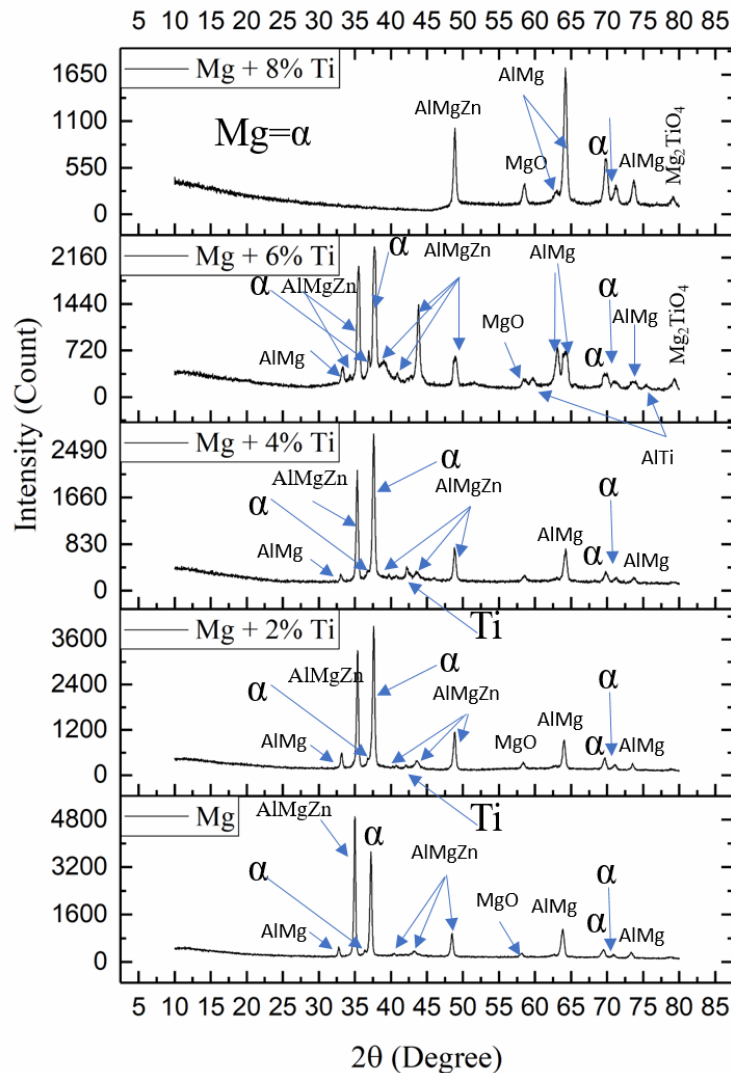 5 10 15 20 25 30 35 40 45 50 55 60 65 70 75 80 85
Intensity (Count)
Mg + 8% Ti
Mg=α
1650
1100
550
0
AlMgZn
MgO
AlMg
α
AlMg
Mg₂TiO₄
Mg + 6% Ti
2160
1440
720
0
α
AlMgZn
AlMg
α
AlMgZn
MgO
AlMg
α
α
AlMg
Mg₂TiO₄
AlTi
Mg + 4% Ti
2490
1660
830
0
AlMgZn
α
AlMg
α
AlMgZn
Ti
AlMg
α
α
AlMg
Mg + 2% Ti
3600
2400
1200
0
AlMgZn
α
AlMg
α
AlMgZn
Ti
MgO
AlMg
α
α
AlMg
Mg
4800
3200
1600
0
AlMgZn
α
AlMg
α
AlMgZn
MgO
AlMg
α
α
AlMg
5 10 15 20 25 30 35 40 45 50 55 60 65 70 75 80 85
2θ (Degree)